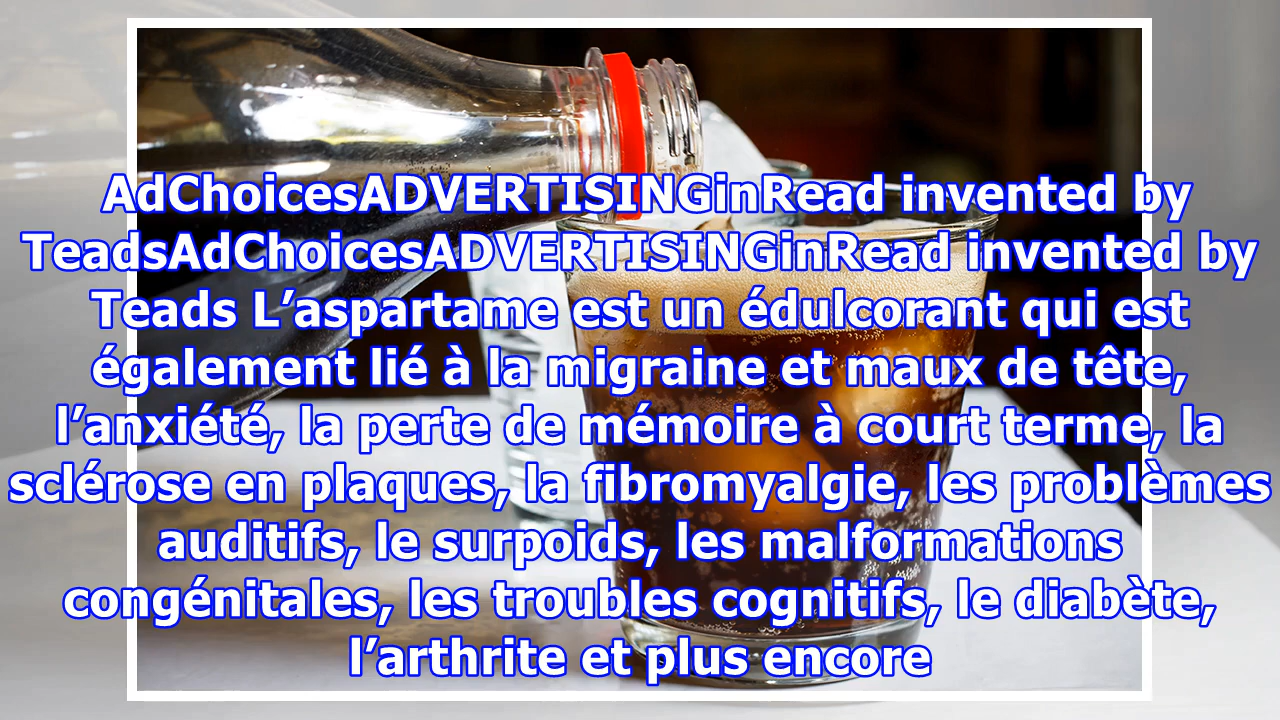 AdChoicesADVERTISINGinRead invented by
TeadsAdChoicesADVERTISINGinRead invented by
Teads L’aspartame est un édulcorant qui est
également lié à la migraine et maux de tête,
l’anxiété, la perte de mémoire à court terme, la
sclérose en plaques, la fibromyalgie, les problèmes
auditifs, le surpoids, les malformations
congénitales, les troubles cognitifs, le diabète,
l’arthrite et plus encore